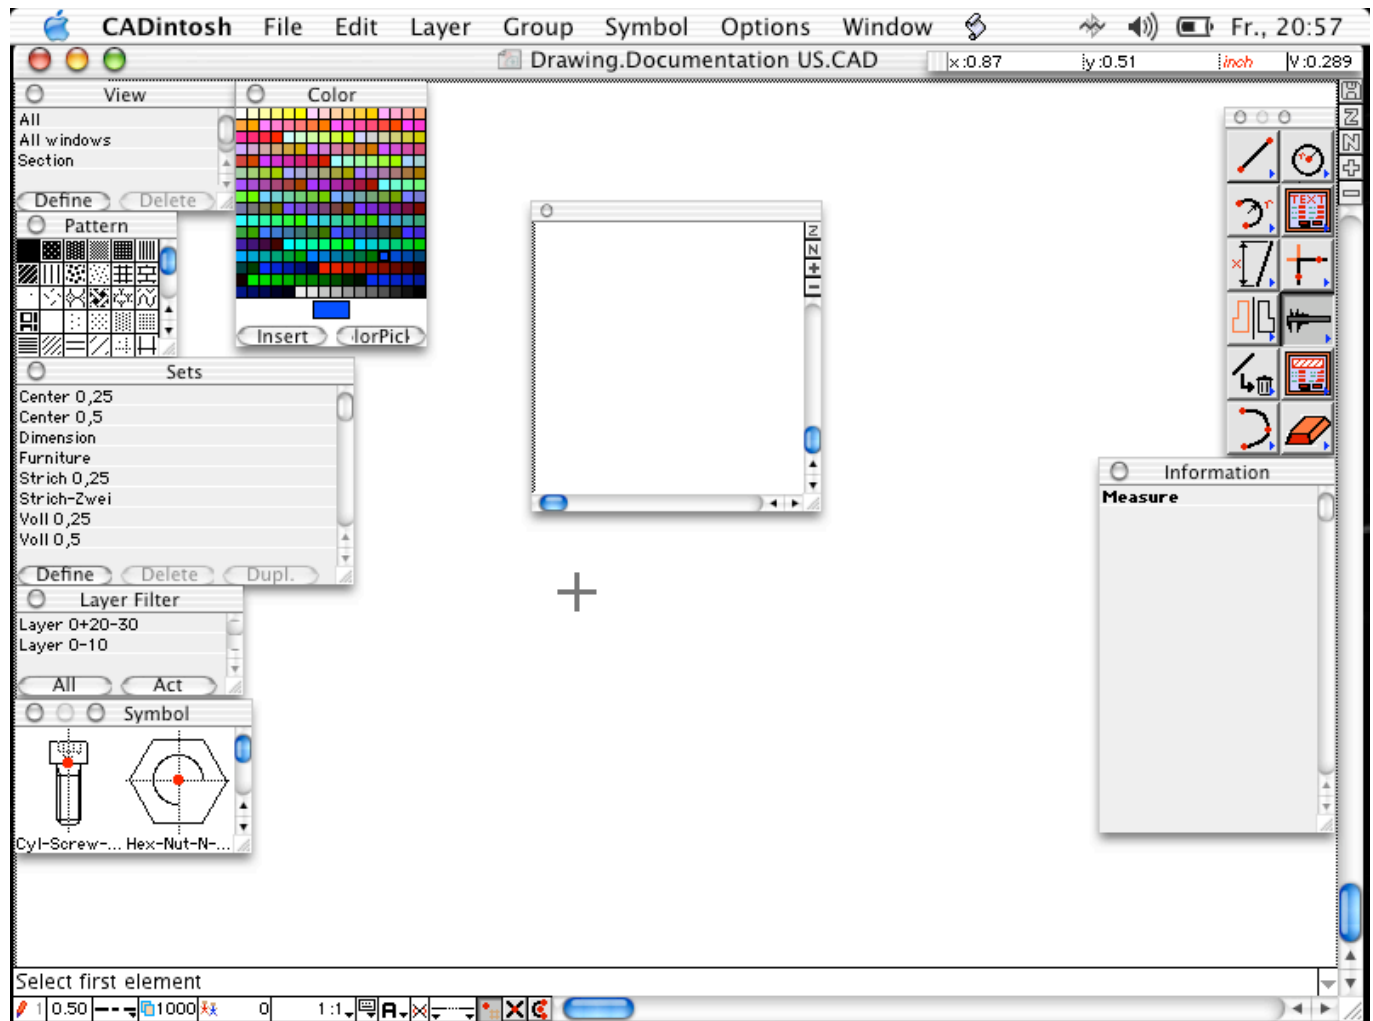 CADintosh File Edit Layer Group Symbol Options Window Fr., 20:57
Drawing.Documentation US.CAD x:0.87 y:0.51 inch V:0.289
View
All
All windows
Section
Define Delete
Color
Insert lorPic
Pattern
Sets
Center 0,25
Center 0,5
Dimension
Furniture
Strich 0,25
Strich-Zwei
Voll 0,25
Voll 0,5
Define Delete Dupl.
Layer Filter
Layer 0+20-30
Layer 0-10
All Act
Symbol
Cyl-Screw-... Hex-Nut-N-...
Z
N
H
Z
N
r
r TEXT
x
Information
Measure
Select first element
1 0.50 1000 0 1:1 A